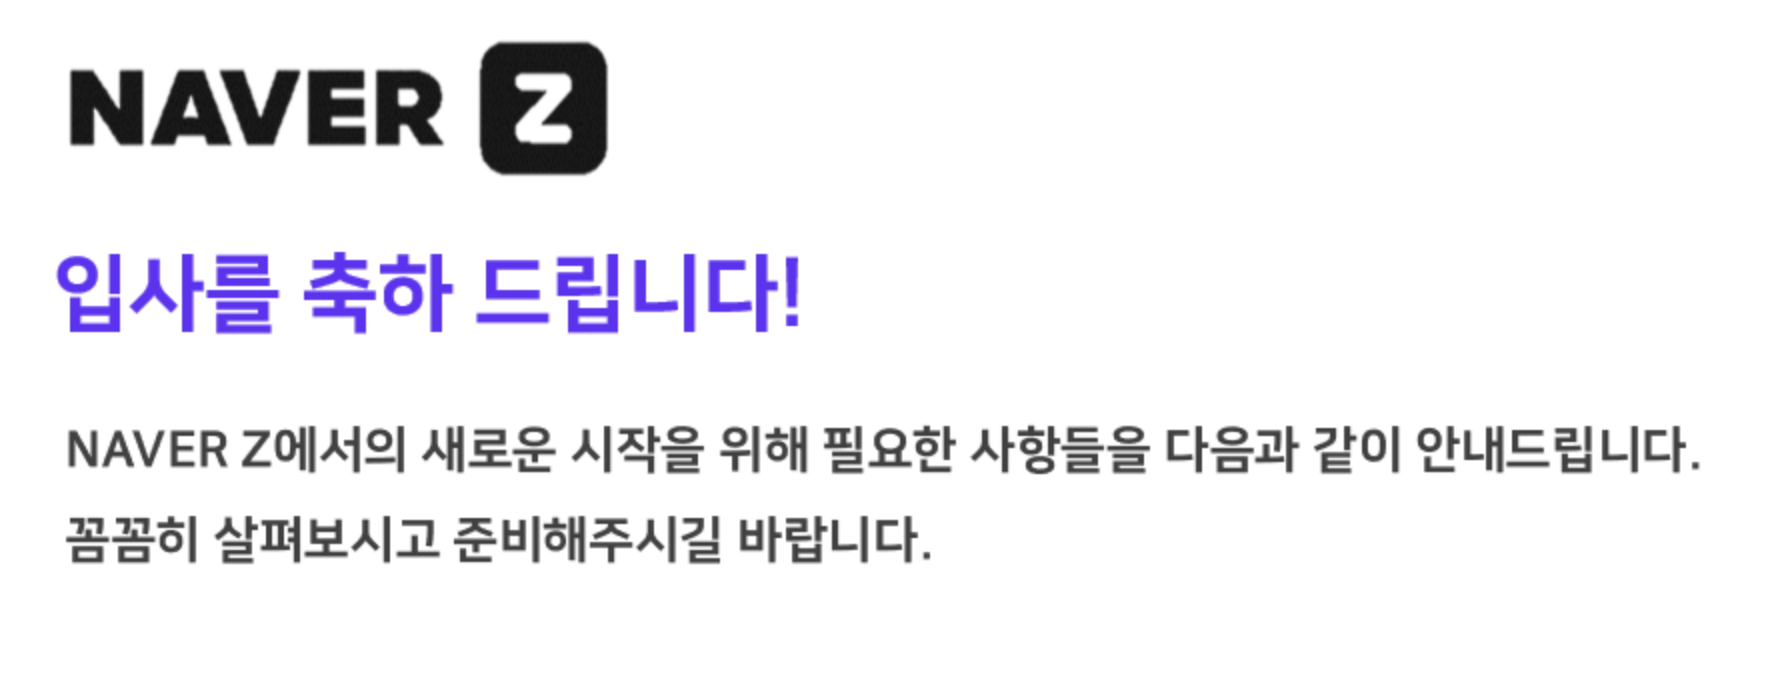 NAVER Z
입사를 축하 드립니다!
NAVER Z에서의 새로운 시작을 위해 필요한 사항들을 다음과 같이 안내드립니다.
꼼꼼히 살펴보시고 준비해주시길 바랍니다.